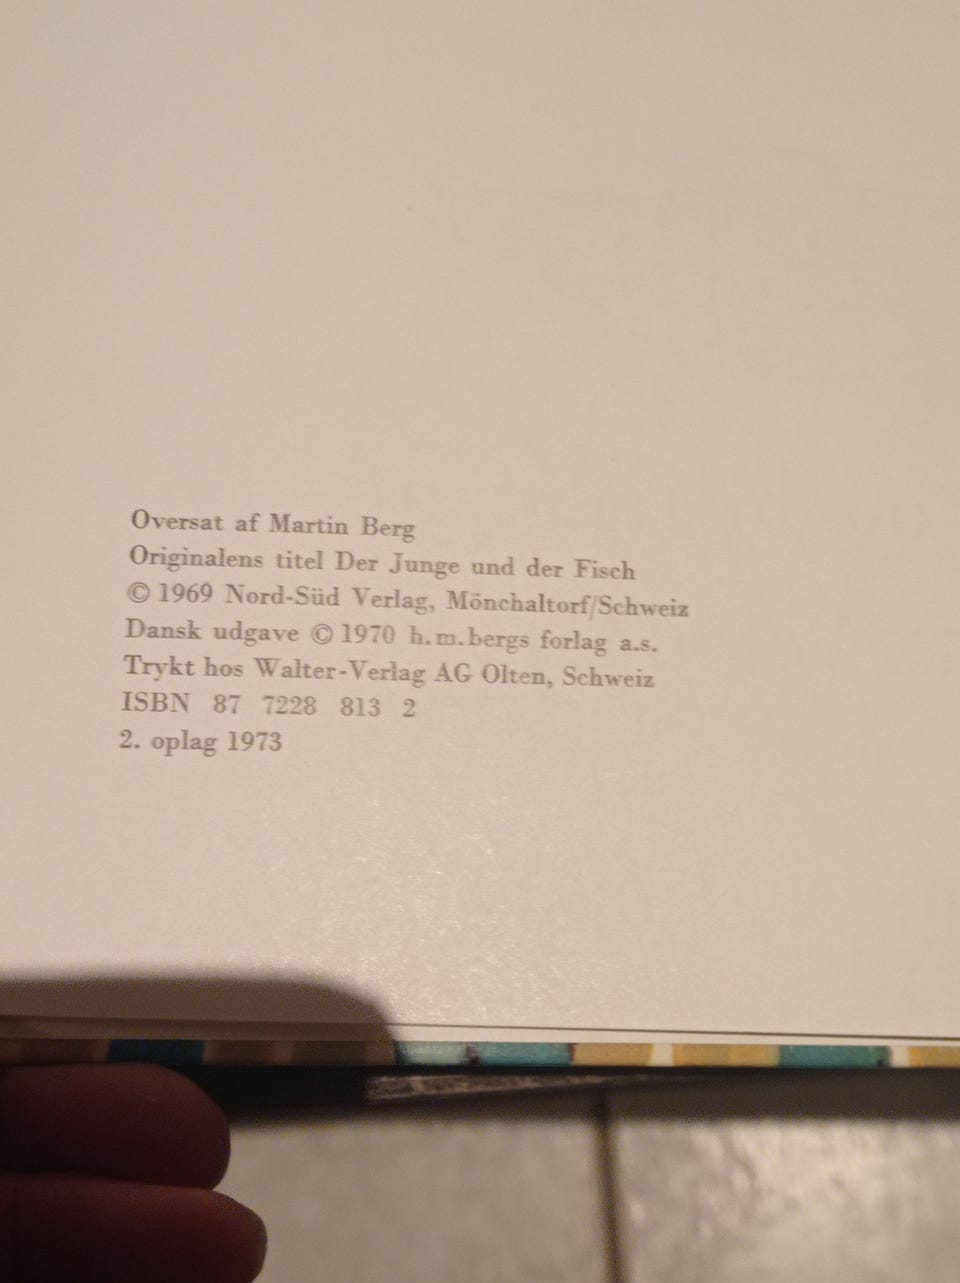 Oversat af Martin Berg
Originalens titel Der Junge und der Fisch
© 1969 Nord-Süd Verlag, Mönchaltorf/Schweiz
Dansk udgave © 1970 h.m.bergs forlag a.s.
Trykt hos Walter-Verlag AG Olten, Schweiz
ISBN 87 7228 813 2
2. oplag 1973